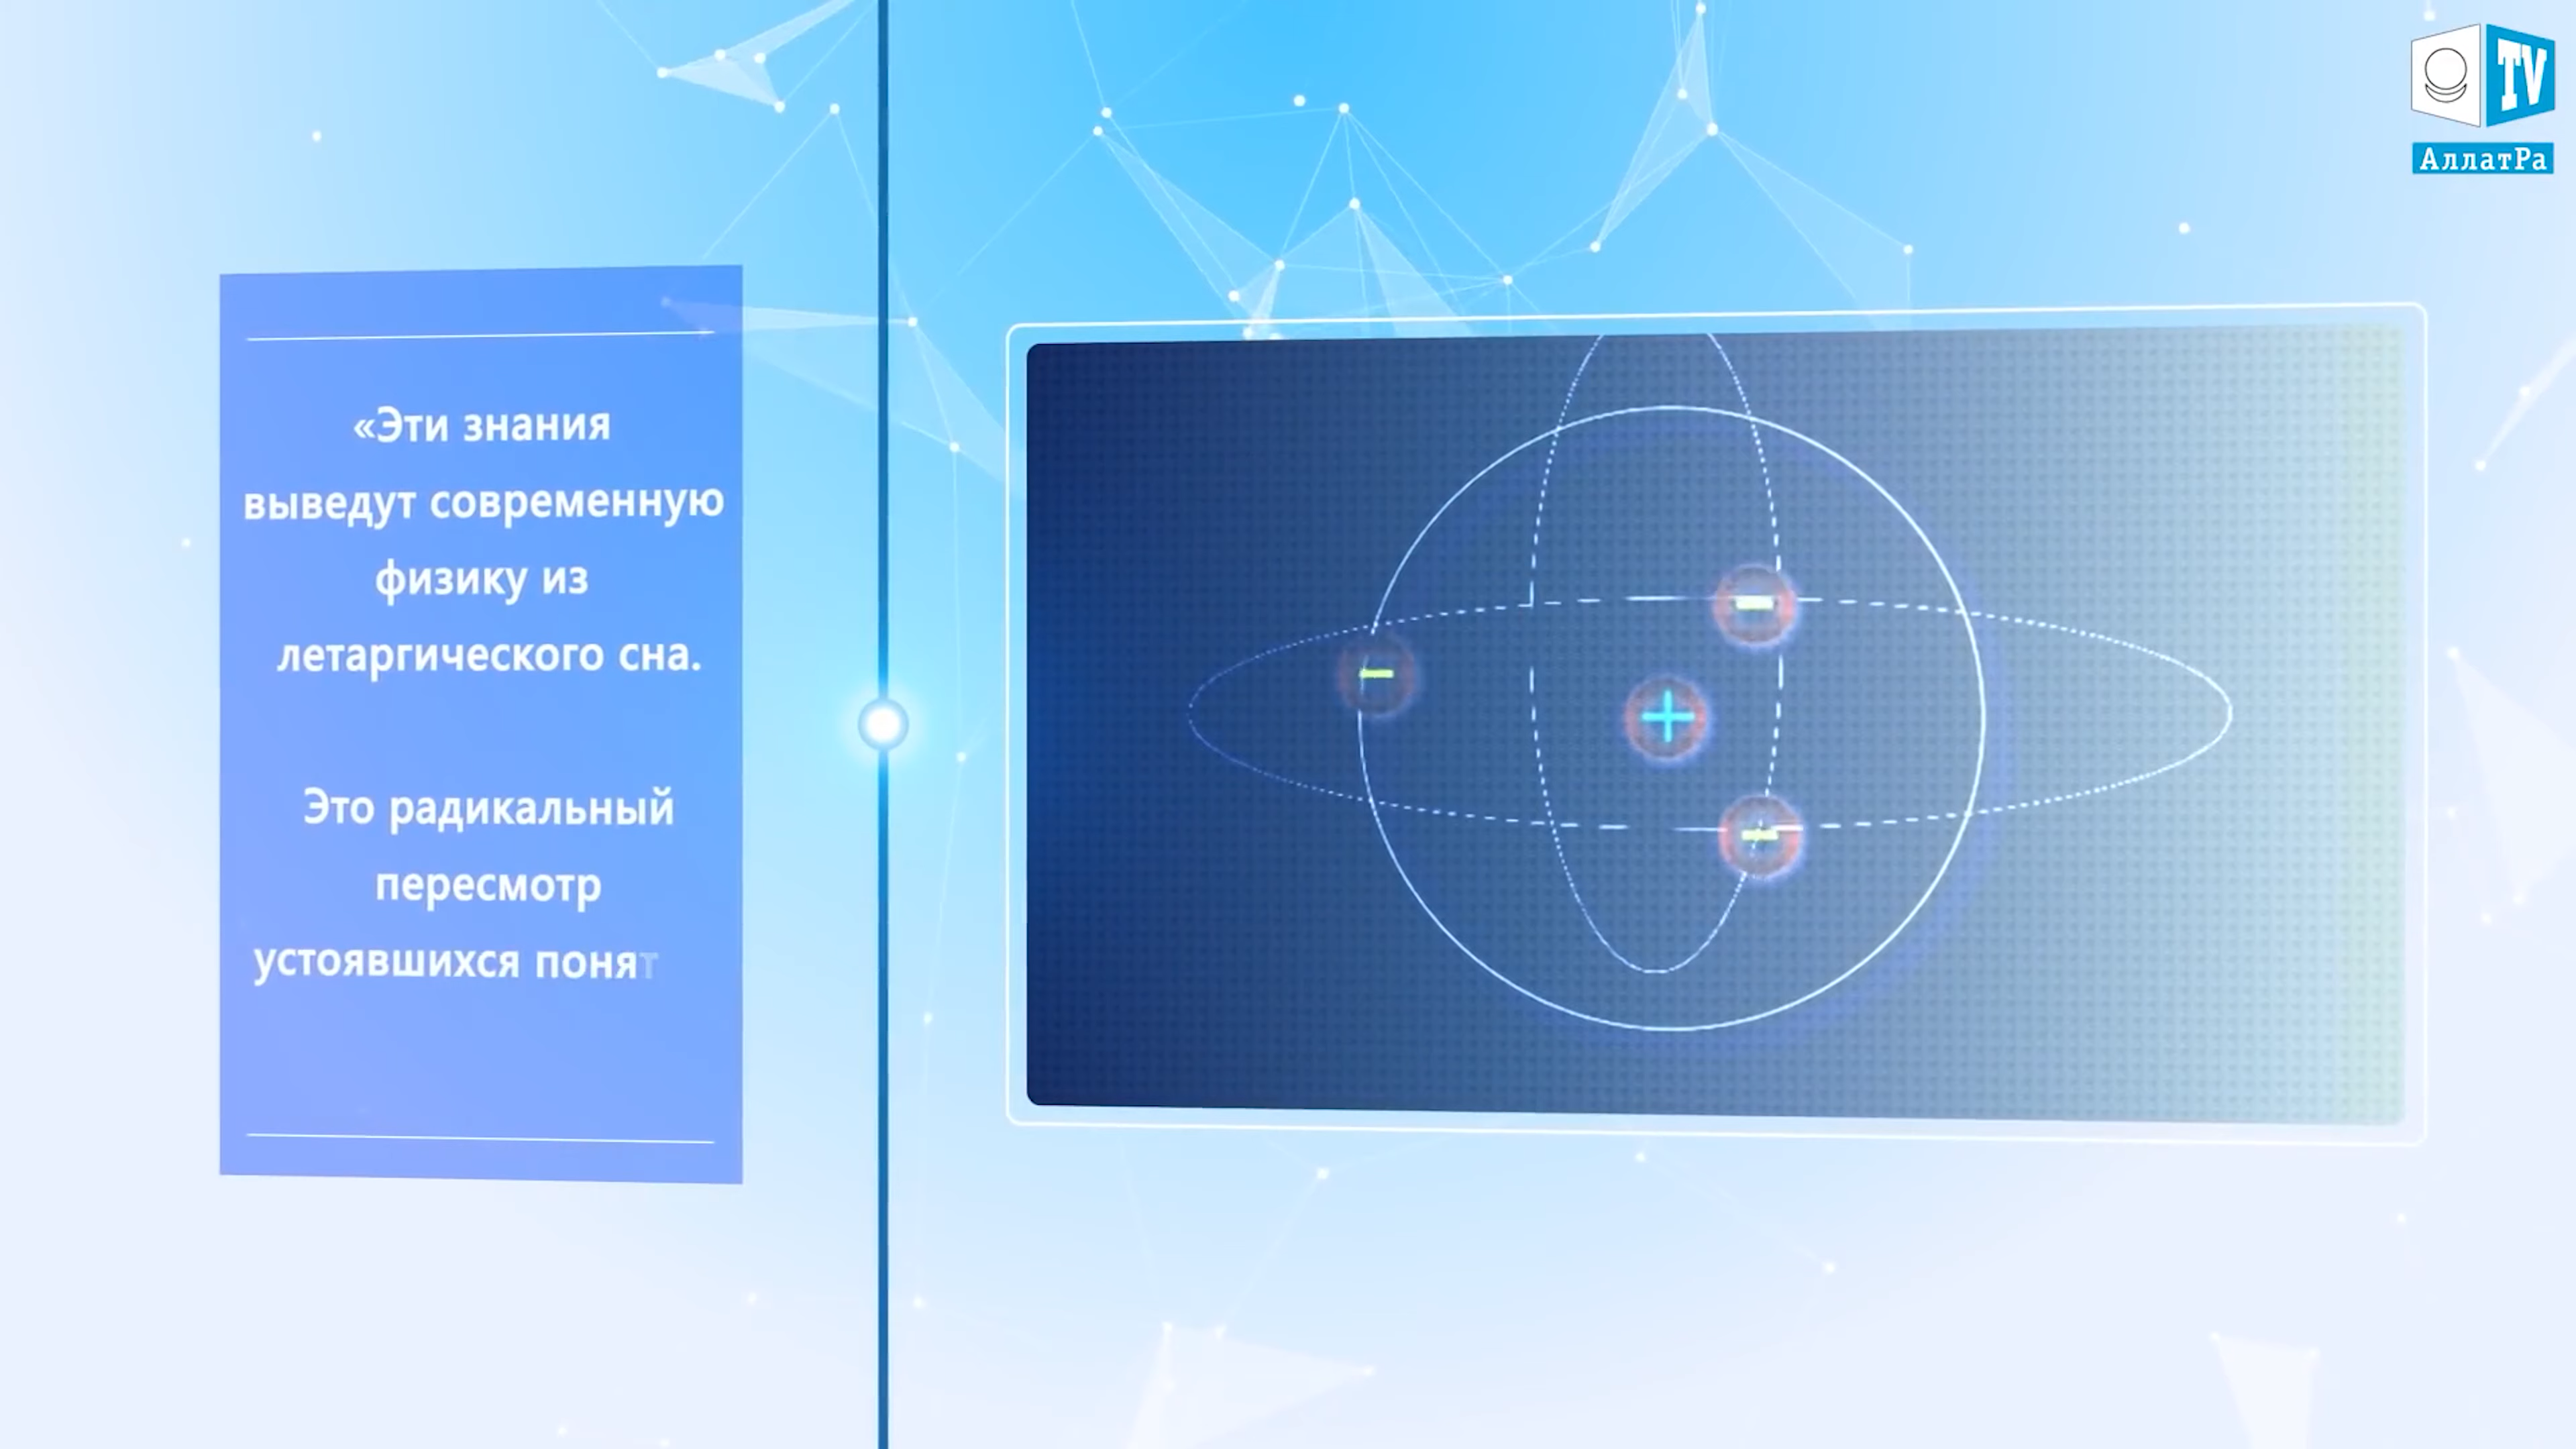 «Эти знания
выведут современную
физику из
летаргического сна.
Это радикальный
пересмотр
устоявшихся понят
TV
АллатРа